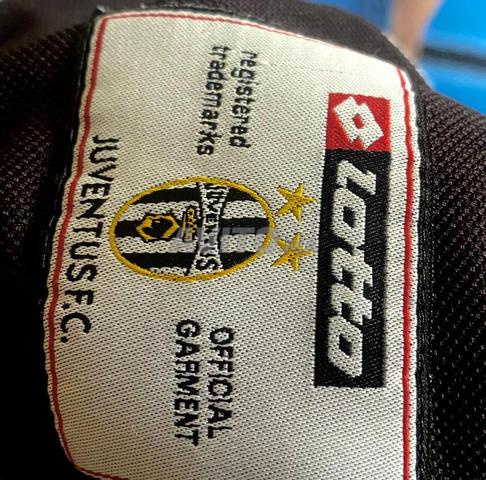 lotto
registered
trademarks
JUVENTUS
OFFICIAL
GARMENT
JUVENTUS F.C.